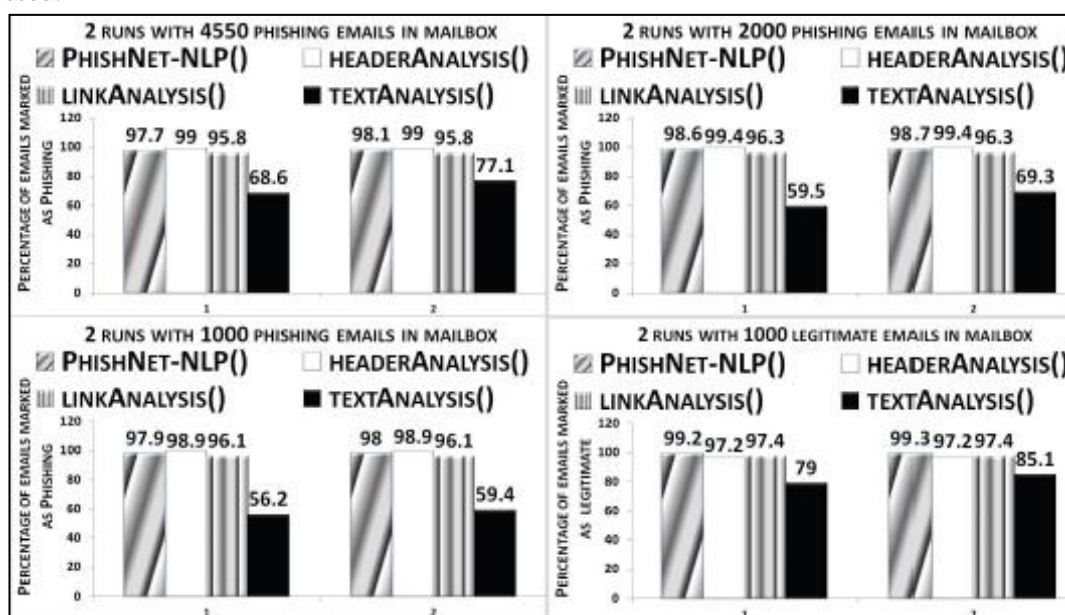 2 RUNS WITH 4550 PHISHING EMAILS IN MAILBOX
PHISHNET-NLP() HEADERANALYSIS()
LINKANALYSIS() TEXTANALYSIS()
PERCENTAGE OF EMAILS MARKED
AS PHISHING
120
100
80
60
40
20
0
97.7 99 95.8 68.6
98.1 99 95.8 77.1
1 2
2 RUNS WITH 2000 PHISHING EMAILS IN MAILBOX
PHISHNET-NLP() HEADERANALYSIS()
LINKANALYSIS() TEXTANALYSIS()
PERCENTAGE OF EMAILS MARKED
AS PHISHING
120
100
80
60
40
20
0
98.6 99.4 96.3 59.5
98.7 99.4 96.3 69.3
1 2
2 RUNS WITH 1000 PHISHING EMAILS IN MAILBOX
PHISHNET-NLP() HEADERANALYSIS()
LINKANALYSIS() TEXTANALYSIS()
PERCENTAGE OF EMAILS MARKED
AS PHISHING
120
100
80
60
40
20
0
97.9 98.9 96.1 56.2
98 98.9 96.1 59.4
1 2
2 RUNS WITH 1000 LEGITIMATE EMAILS IN MAILBOX
PHISHNET-NLP() HEADERANALYSIS()
LINKANALYSIS() TEXTANALYSIS()
PERCENTAGE OF EMAILS MARKED
AS LEGITIMATE
120
100
80
60
40
20
0
99.2 97.2 97.4 79
99.3 97.2 97.4 85.1